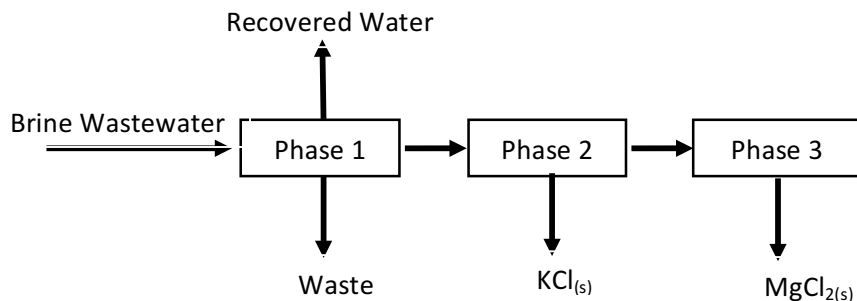 Recovered Water
Brine Wastewater
Phase 1
Phase 2
Phase 3
Waste
KCl(s)
MgCl2(s)